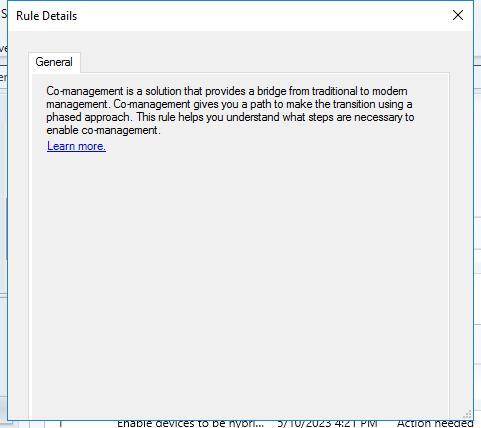 Rule Details
General
Co-management is a solution that provides a bridge from traditional to modern
management. Co-management gives you a path to make the transition using a
phased approach. This rule helps you understand what steps are necessary to
enable co-management.
Learn more.
Enable devices to be hybri... 5/10/2023 4:21 PM Action needed